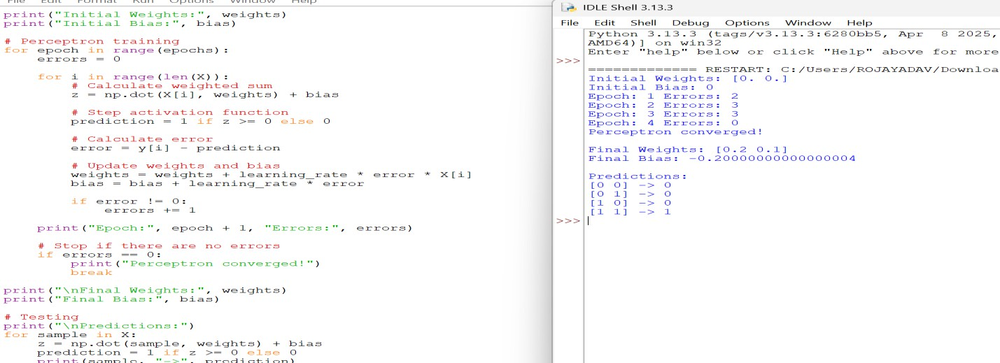 File Edit Format Run Options Window Help
print("Initial Weights:", weights)
print("Initial Bias:", bias)
# Perceptron training
for epoch in range(epochs):
errors = 0
for i in range(len(X)):
# Calculate weighted sum
z = np.dot(X[i], weights) + bias
# Step activation function
prediction = 1 if z >= 0 else 0
# Calculate error
error = y[i] - prediction
# Update weights and bias
weights = weights + learning_rate * error * X[i]
bias = bias + learning_rate * error
if error != 0:
errors += 1
print("Epoch:", epoch + 1, "Errors:", errors)
# Stop if there are no errors
if errors == 0:
print("Perceptron converged!")
break
print("\nFinal Weights:", weights)
print("Final Bias:", bias)
# Testing
print("\nPredictions:")
for sample in X:
z = np.dot(sample, weights) + bias
prediction = 1 if z >= 0 else 0
print(sample, "->", prediction)
IDLE Shell 3.13.3
File Edit Shell Debug Options Window Help
Python 3.13.3 (tags/v3.13.3:6280bb5, Apr 8 2025,
AMD64)] on win32
Enter "help" below or click "Help" above for more
>>>
============= RESTART: C:/Users/ROJAYADAV/Downloa
Initial Weights: [0. 0.]
Initial Bias: 0
Epoch: 1 Errors: 2
Epoch: 2 Errors: 3
Epoch: 3 Errors: 3
Epoch: 4 Errors: 0
Perceptron converged!
Final Weights: [0.2 0.1]
Final Bias: -0.20000000000000004
Predictions:
[0 0] -> 0
[0 1] -> 0
[1 0] -> 0
[1 1] -> 1
>>>